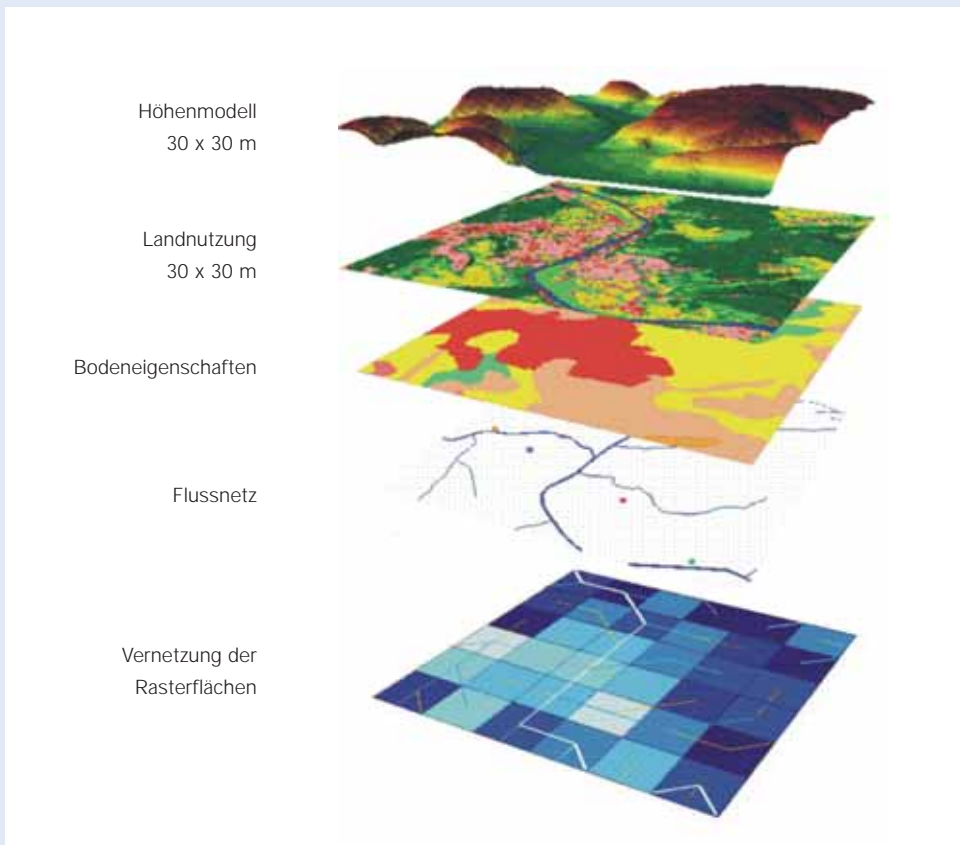 Höhenmodell
30 x 30 m
Landnutzung
30 x 30 m
Bodeneigenschaften
Flussnetz
Vernetzung der
Rasterflächen